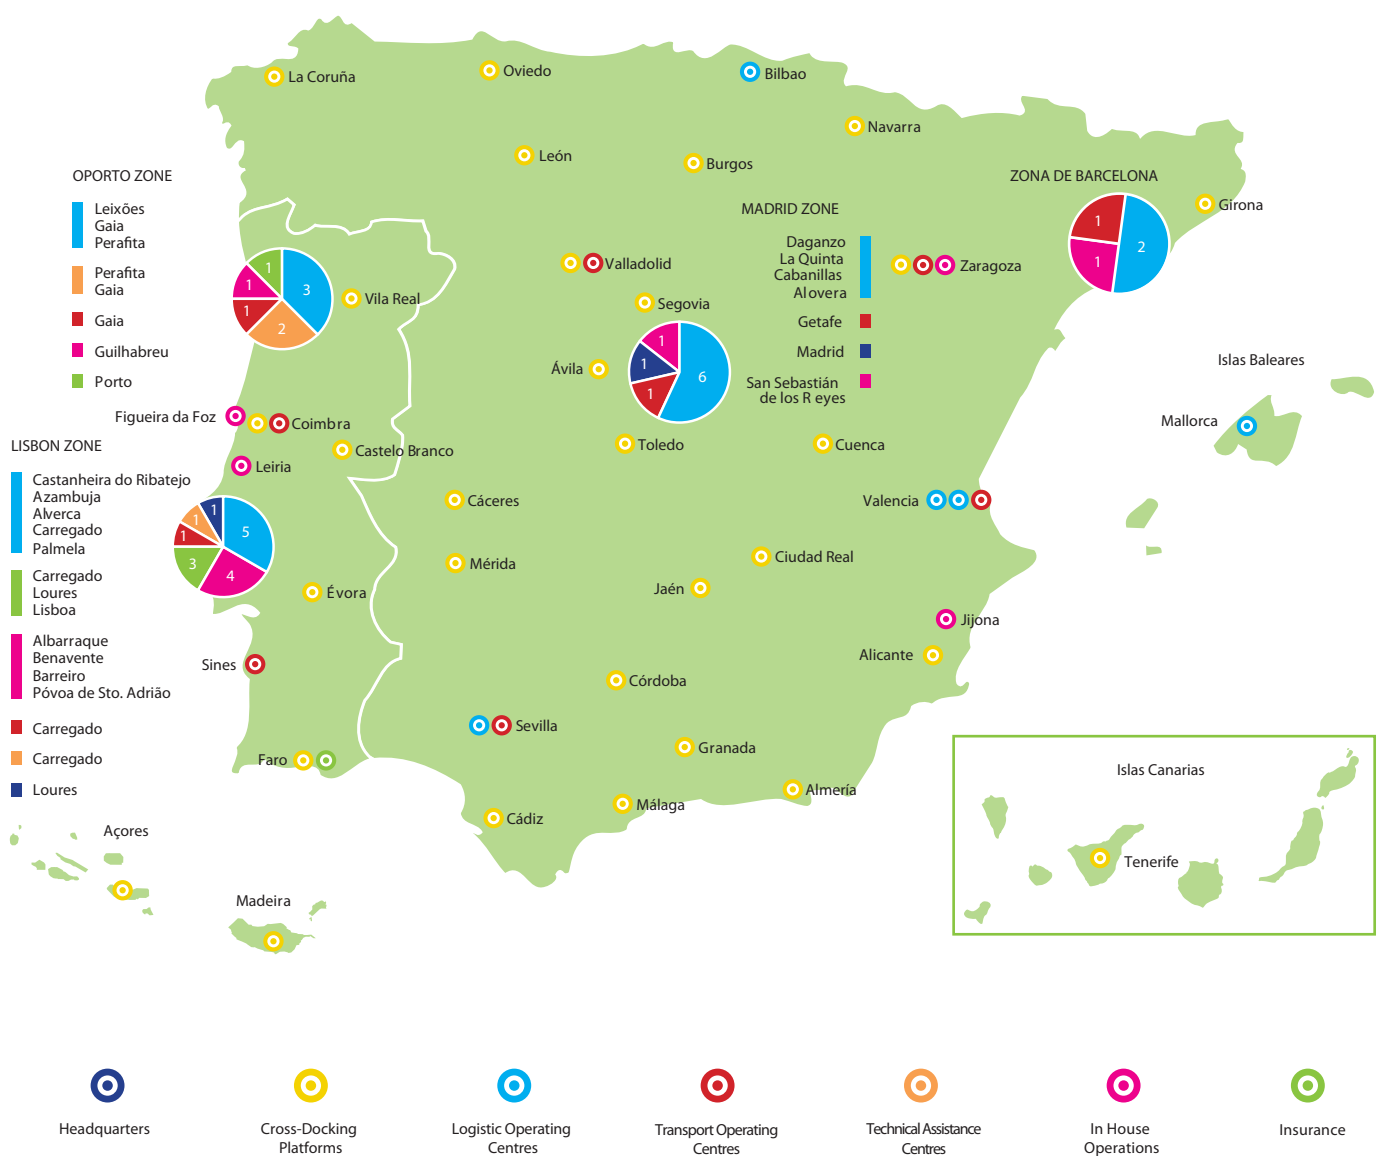 La Coruña
Oviedo
Bilbao
Navarra
León
Burgos
OPORTO ZONE
Leixões
Gaia
Perafita
Perafita
Gaia
Gaia
Guilhabreu
Porto
1
3
1
1
2
Vila Real
ZONA DE BARCELONA
1
2
1
Girona
MADRID ZONE
Daganzo
La Quinta
Cabanillas
Alovera
Getafe
Madrid
San Sebastián
de los R eyes
Valladolid
Zaragoza
Segovia
Ávila
1
1
6
1
Islas Baleares
Mallorca
Figueira da Foz
Coimbra
Castelo Branco
Leiria
Toledo
Cuenca
LISBON ZONE
Castanheira do Ribatejo
Azambuja
Alverca
Carregado
Palmela
Carregado
Loures
Lisboa
Albarraque
Benavente
Barreiro
Póvoa de Sto. Adrião
Carregado
Carregado
Loures
1
1
1
5
3
4
Cáceres
Valencia
Mérida
Ciudad Real
Jaén
Évora
Jijona
Alicante
Sines
Córdoba
Sevilla
Granada
Faro
Almería
Málaga
Cádiz
Islas Canarias
Tenerife
Açores
Madeira
Headquarters
Cross-Docking
Platforms
Logistic Operating
Centres
Transport Operating
Centres
Technical Assistance
Centres
In House
Operations
Insurance